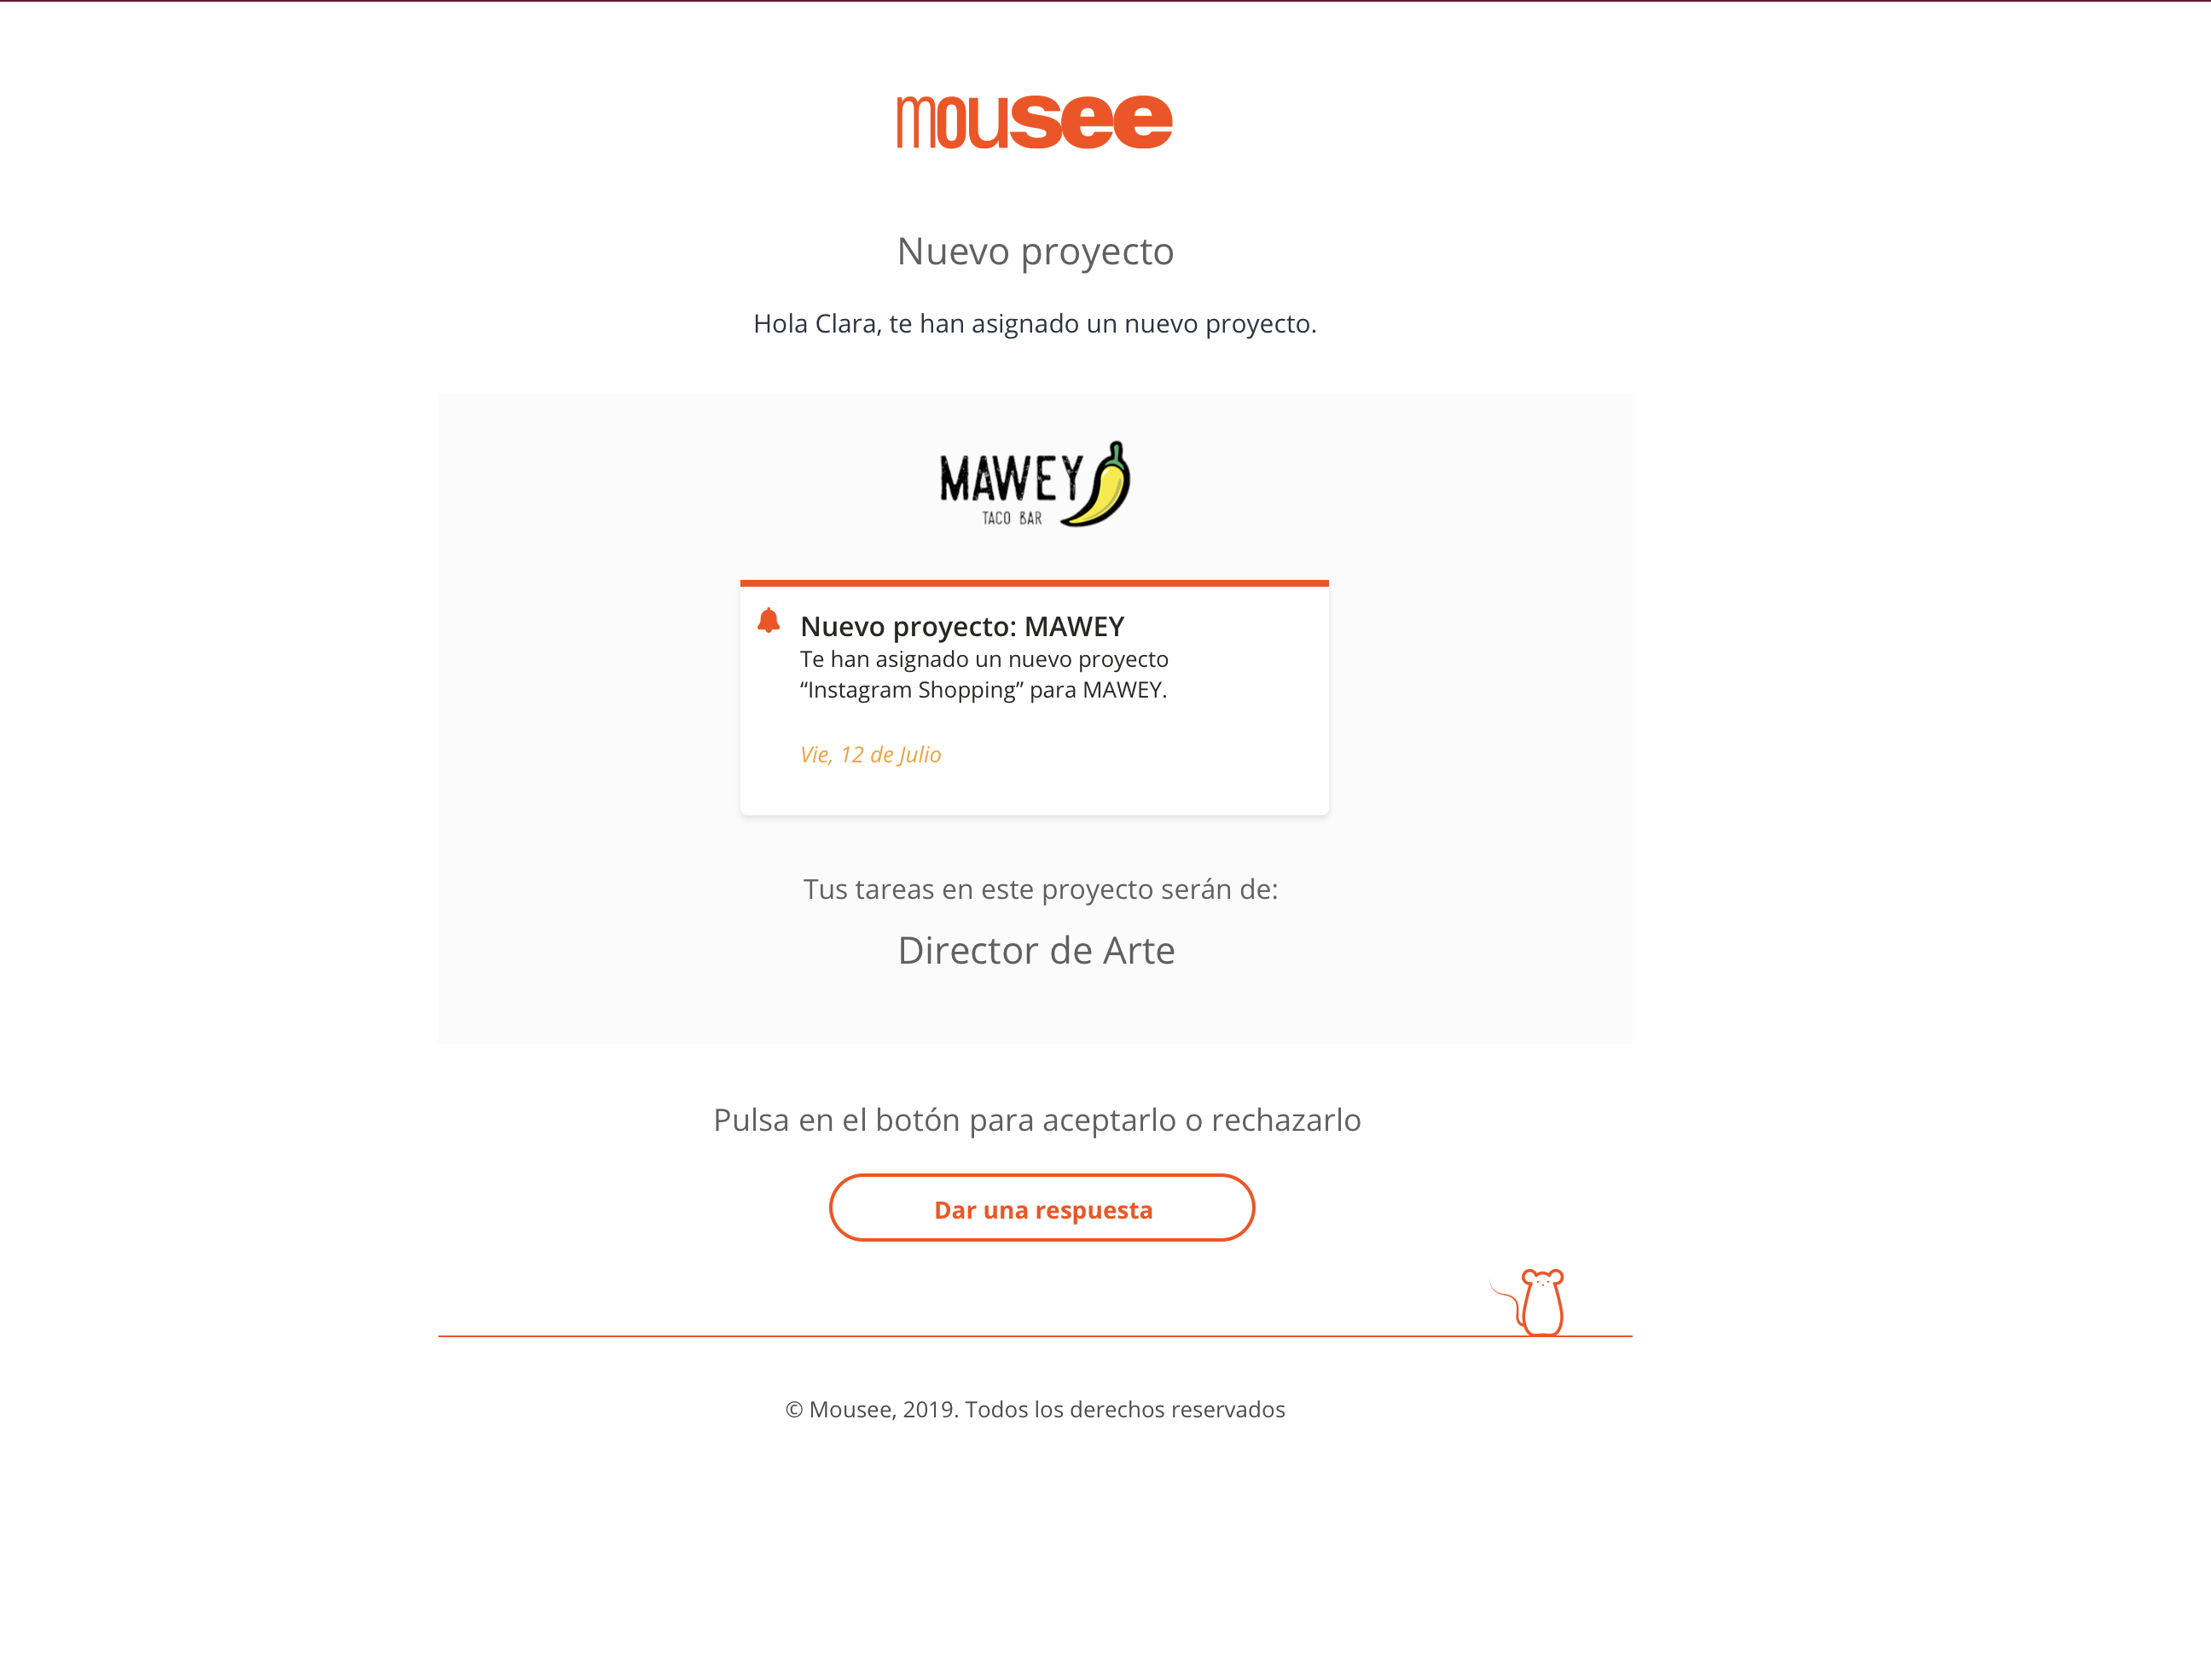 mousee
Nuevo proyecto
Hola Clara, te han asignado un nuevo proyecto.
MAWEY
TACO BAR
Nuevo proyecto: MAWEY
Te han asignado un nuevo proyecto
“Instagram Shopping” para MAWEY.
Vie, 12 de Julio
Tus tareas en este proyecto serán de:
Director de Arte
Pulsa en el botón para aceptarlo o rechazarlo
Dar una respuesta
© Mousee, 2019. Todos los derechos reservados